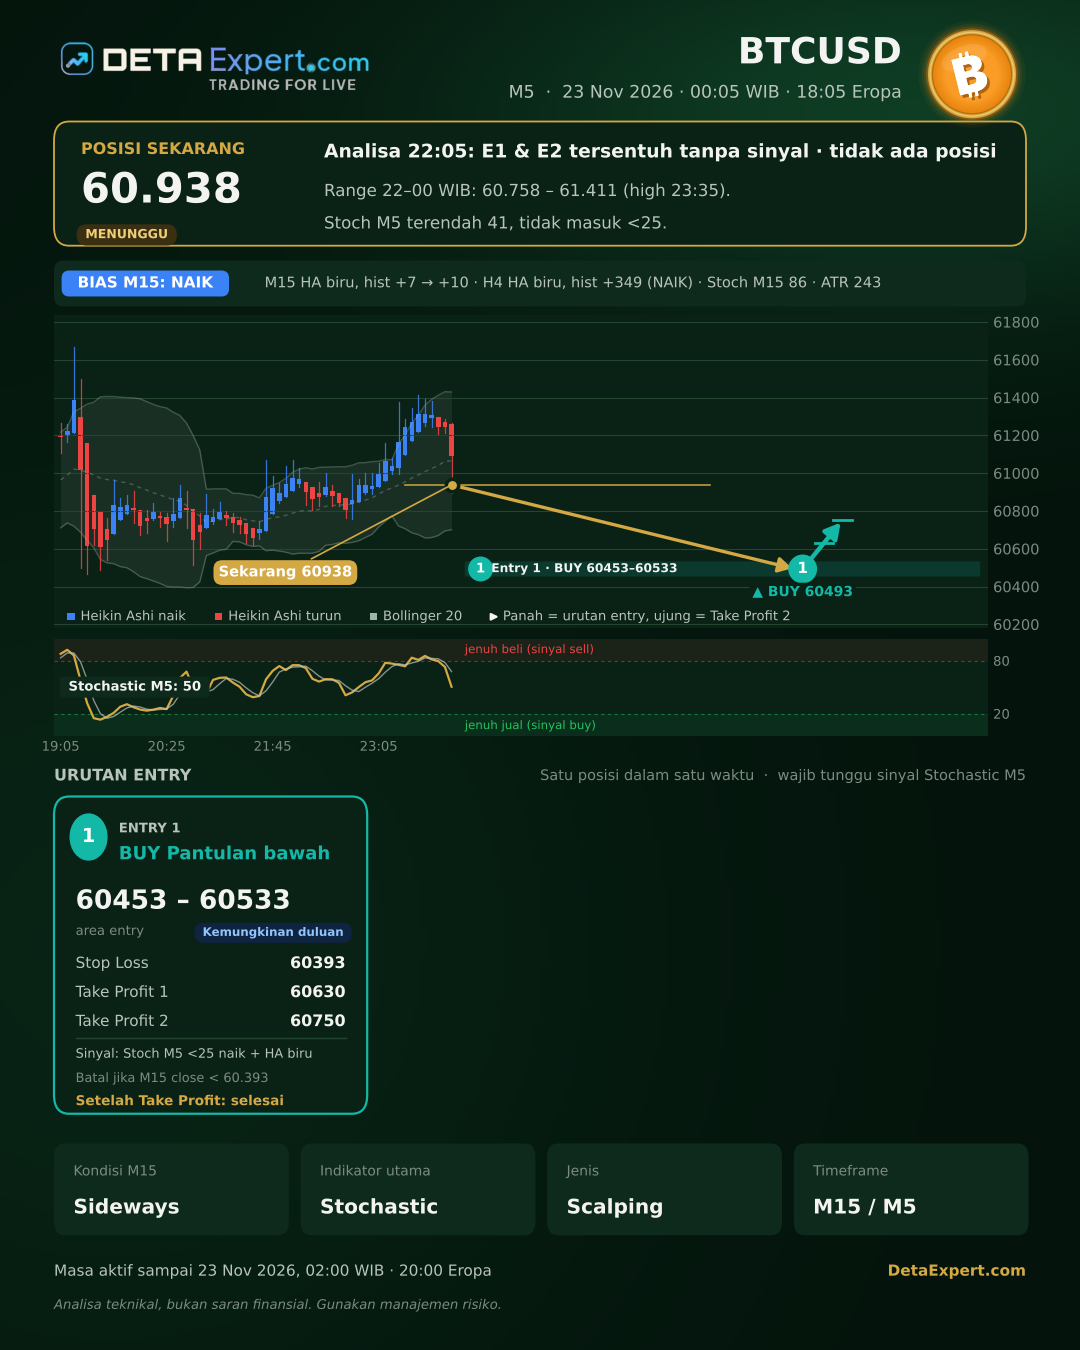 DETA Expert.com
TRADING FOR LIVE
BTCUSD
M5 · 23 Nov 2026 · 00:05 WIB · 18:05 Eropa
POSISI SEKARANG
60.938
MENUNGGU
Analisa 22:05: E1 & E2 tersentuh tanpa sinyal · tidak ada posisi
Range 22–00 WIB: 60.758 – 61.411 (high 23:35).
Stoch M5 terendah 41, tidak masuk <25.
BIAS M15: NAIK
M15 HA biru, hist +7 → +10 · H4 HA biru, hist +349 (NAIK) · Stoch M15 86 · ATR 243
61800
61600
61400
61200
61000
60800
60600
60400
60200
Sekarang 60938
1 Entry 1 · BUY 60453–60533
1
▲ BUY 60493
Heikin Ashi naik
Heikin Ashi turun
Bollinger 20
Panah = urutan entry, ujung = Take Profit 2
jenuh beli (sinyal sell)
80
Stochastic M5: 50
20
jenuh jual (sinyal buy)
19:05 20:25 21:45 23:05
URUTAN ENTRY
Satu posisi dalam satu waktu · wajib tunggu sinyal Stochastic M5
1
ENTRY 1
BUY Pantulan bawah
60453 – 60533
area entry
Kemungkinan duluan
Stop Loss 60393
Take Profit 1 60630
Take Profit 2 60750
Sinyal: Stoch M5 <25 naik + HA biru
Batal jika M15 close < 60.393
Setelah Take Profit: selesai
Kondisi M15
Sideways
Indikator utama
Stochastic
Jenis
Scalping
Timeframe
M15 / M5
Masa aktif sampai 23 Nov 2026, 02:00 WIB · 20:00 Eropa
DetaExpert.com
Analisa teknikal, bukan saran finansial. Gunakan manajemen risiko.